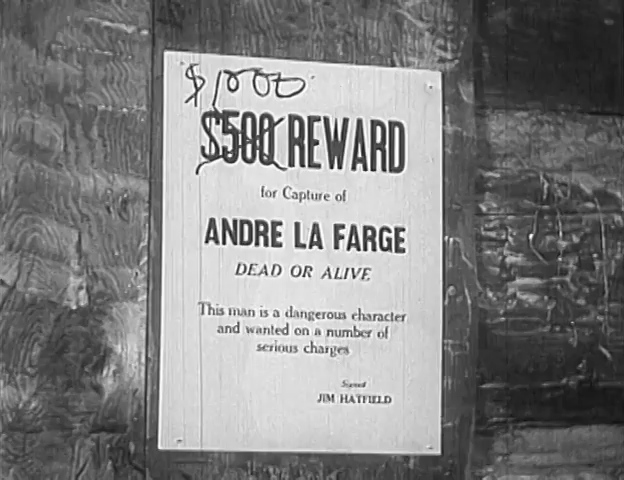 $1000
$500 REWARD
for Capture of
ANDRE LA FARGE
DEAD OR ALIVE
This man is a dangerous character
and wanted on a number of
serious charges
Signed
JIM HATFIELD